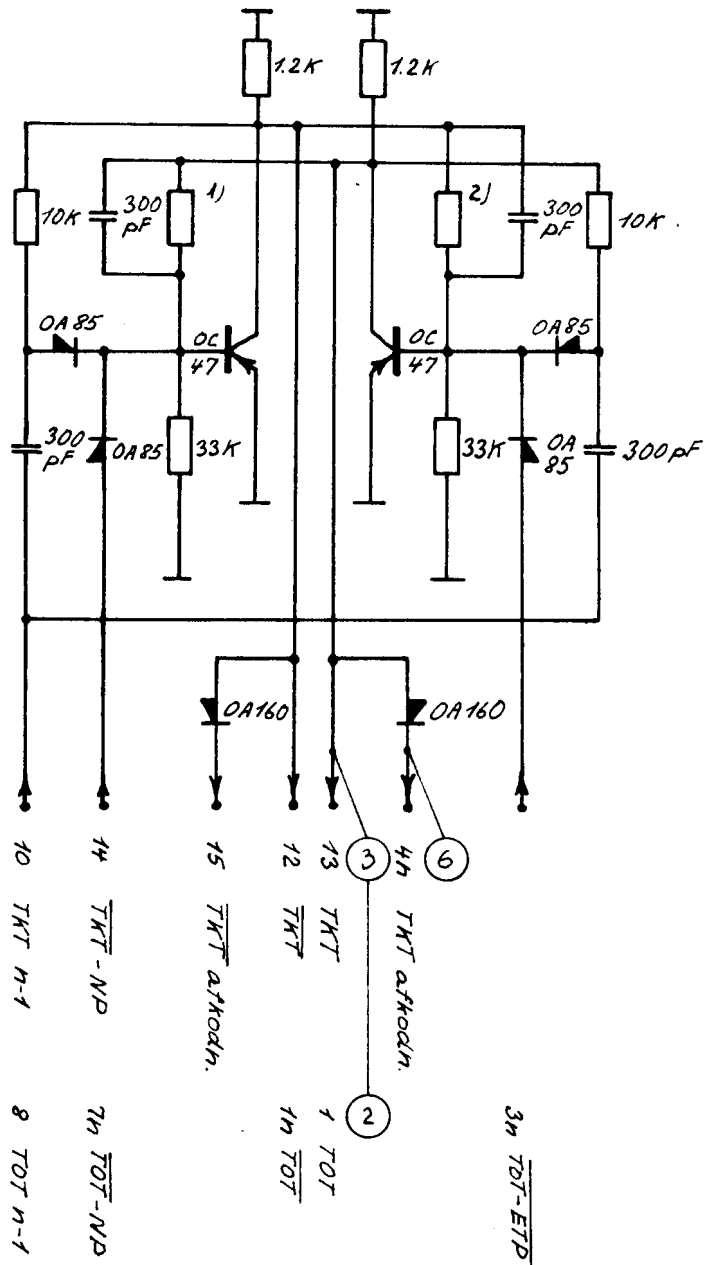 1.2K
1.2K
10K
300
pF
1)
2)
300
pF
10K
OA85
OC
47
OC
47
OA85
300
pF
OA85
33K
33K
OA
85
300pF
OA160
OA160
10 TKT n-1
14 TKT-NP
15 TKT afkodn.
12 TKT
13 TKT
3
4n TKT afkodn.
6
8 TOT n-1
7n TOT-NP
1n TOT
1 TOT
2
3n TOT-ETP